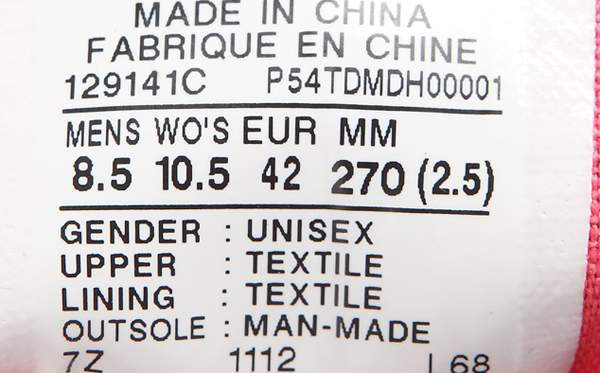 MADE IN CHINA
FABRIQUE EN CHINE
129141C P54TDMDH00001
MENS WO'S EUR MM
8.5 10.5 42 270 (2.5)
GENDER : UNISEX
UPPER : TEXTILE
LINING : TEXTILE
OUTSOLE : MAN-MADE
7Z 1112 L68